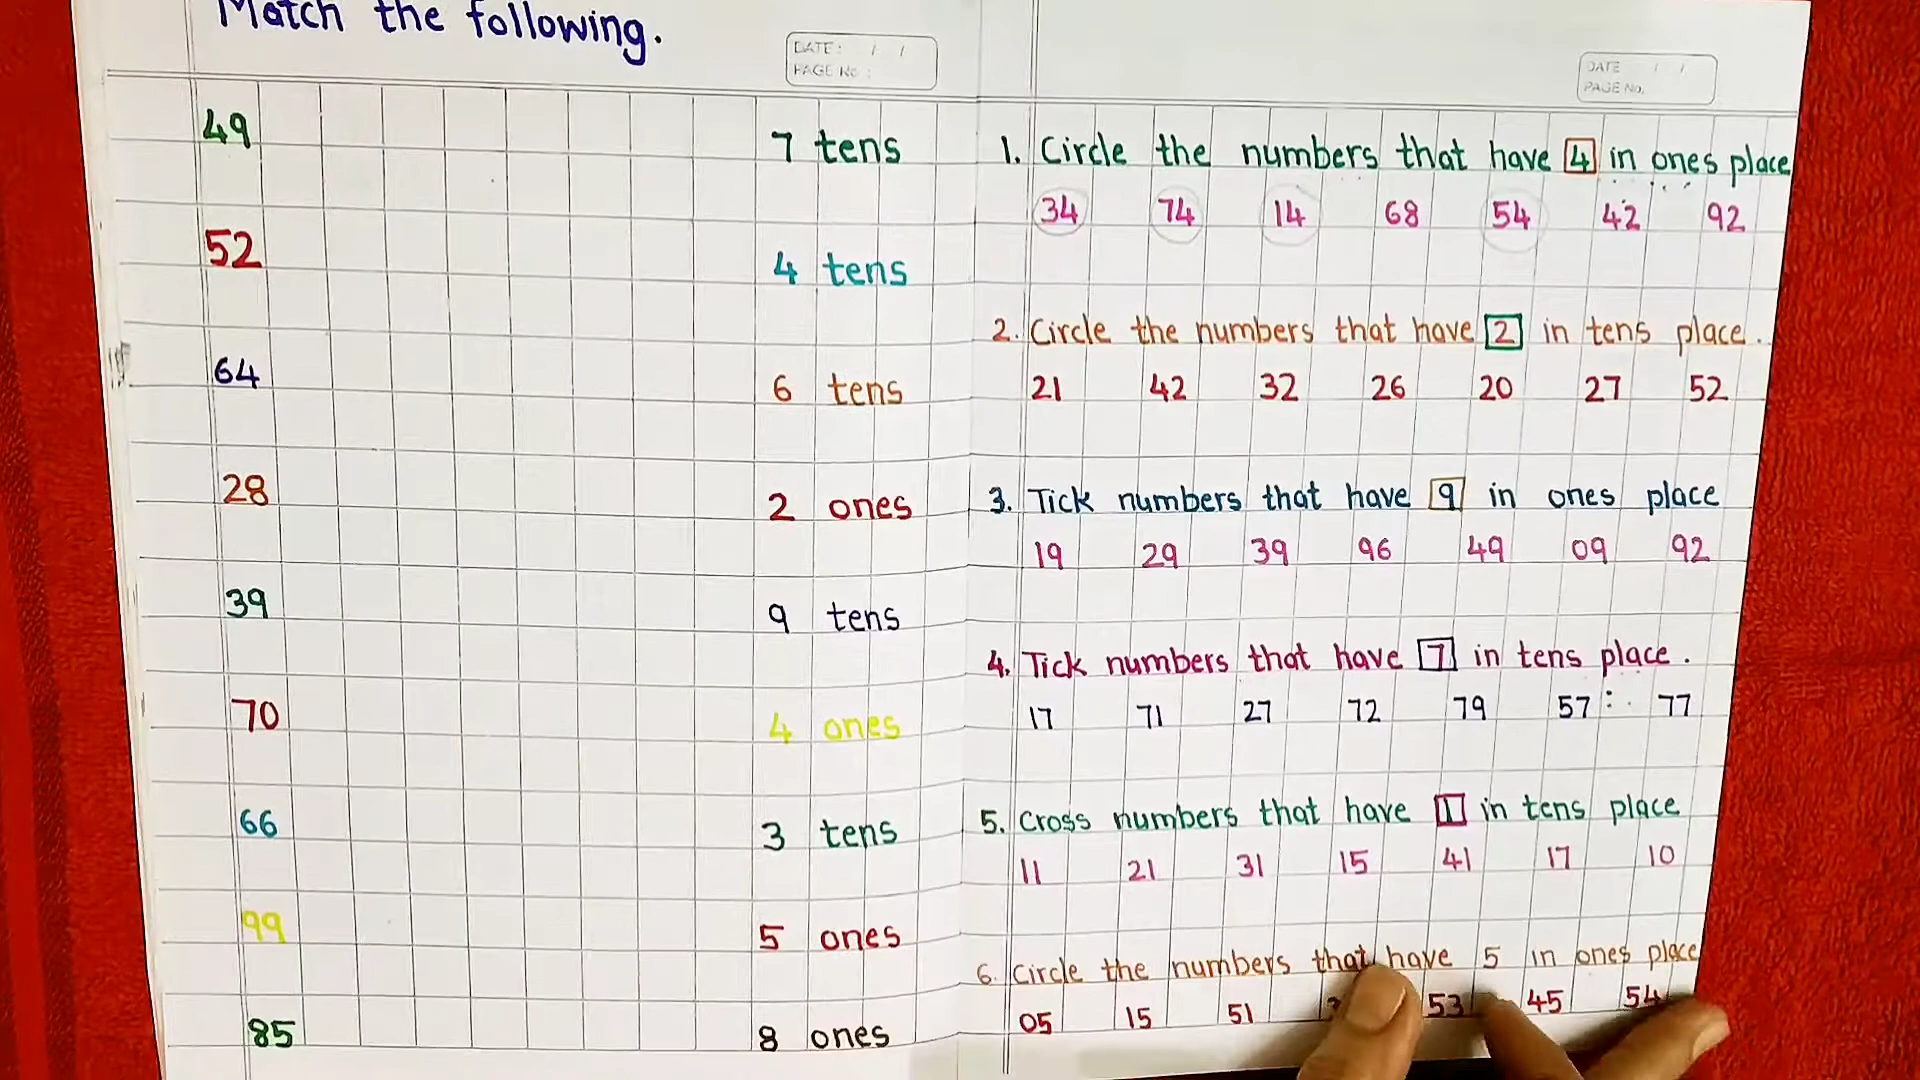 Match the following.
DATE: / /
PAGE No.:
49 7 tens
52 4 tens
64 6 tens
28 2 ones
39 9 tens
70 4 ones
66 3 tens
99 5 ones
85 8 ones
DATE / /
PAGE No.
1. Circle the numbers that have 4 in ones place
34 74 14 68 54 42 92
2. Circle the numbers that have 2 in tens place.
21 42 32 26 20 27 52
3. Tick numbers that have 9 in ones place
19 29 39 96 49 09 92
4. Tick numbers that have 7 in tens place.
17 71 27 72 79 57 77
5. Cross numbers that have 1 in tens place
11 21 31 15 41 17 10
6. Circle the numbers that have 5 in ones place
05 15 51 53 45 54